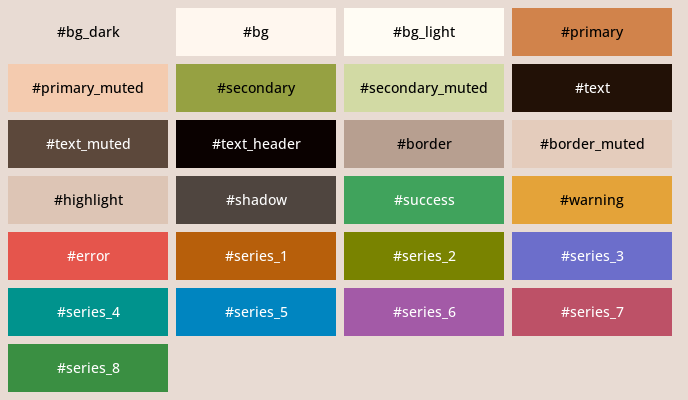 #bg_dark
#bg
#bg_light
#primary
#primary_muted
#secondary
#secondary_muted
#text
#text_muted
#text_header
#border
#border_muted
#highlight
#shadow
#success
#warning
#error
#series_1
#series_2
#series_3
#series_4
#series_5
#series_6
#series_7
#series_8